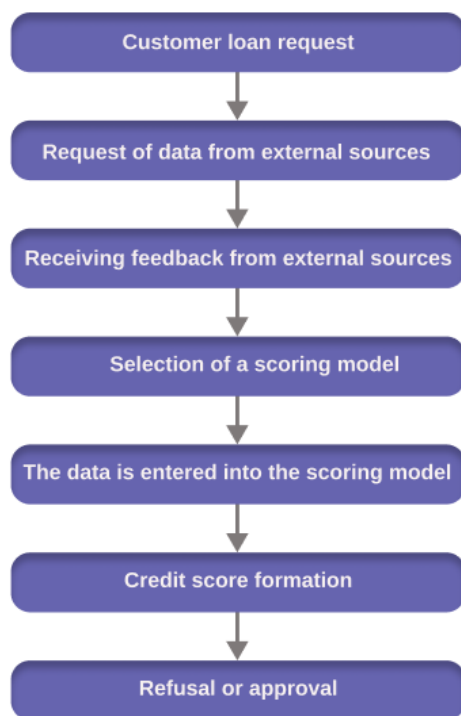 Customer loan request
Request of data from external sources
Receiving feedback from external sources
Selection of a scoring model
The data is entered into the scoring model
Credit score formation
Refusal or approval